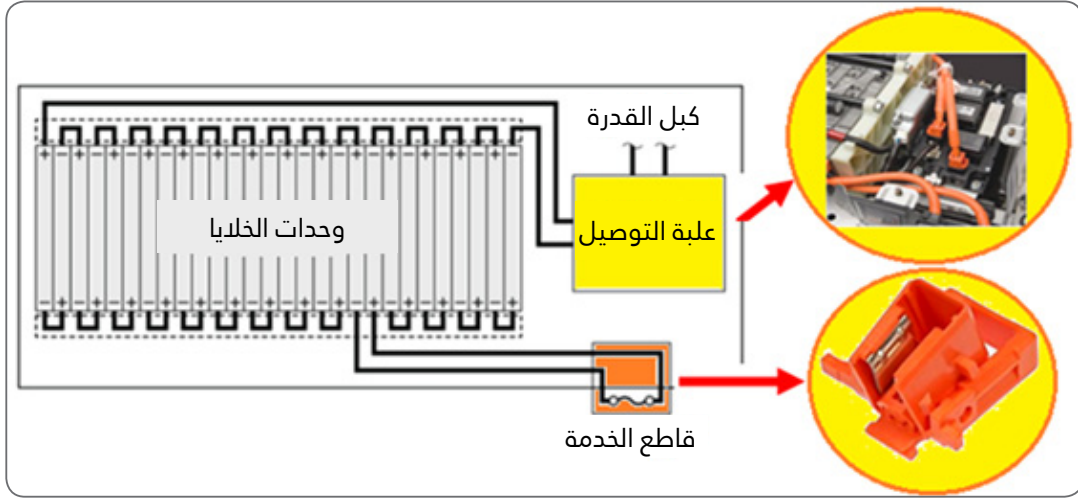 كبل القدرة
+ − + − + − + − + − + − + − + − + − + − + − + − + − + − + −
وحدات الخلايا
علبة التوصيل
− + − + − + − + − + − + − + − + − + − + − + − + − + − + − +
قاطع الخدمة